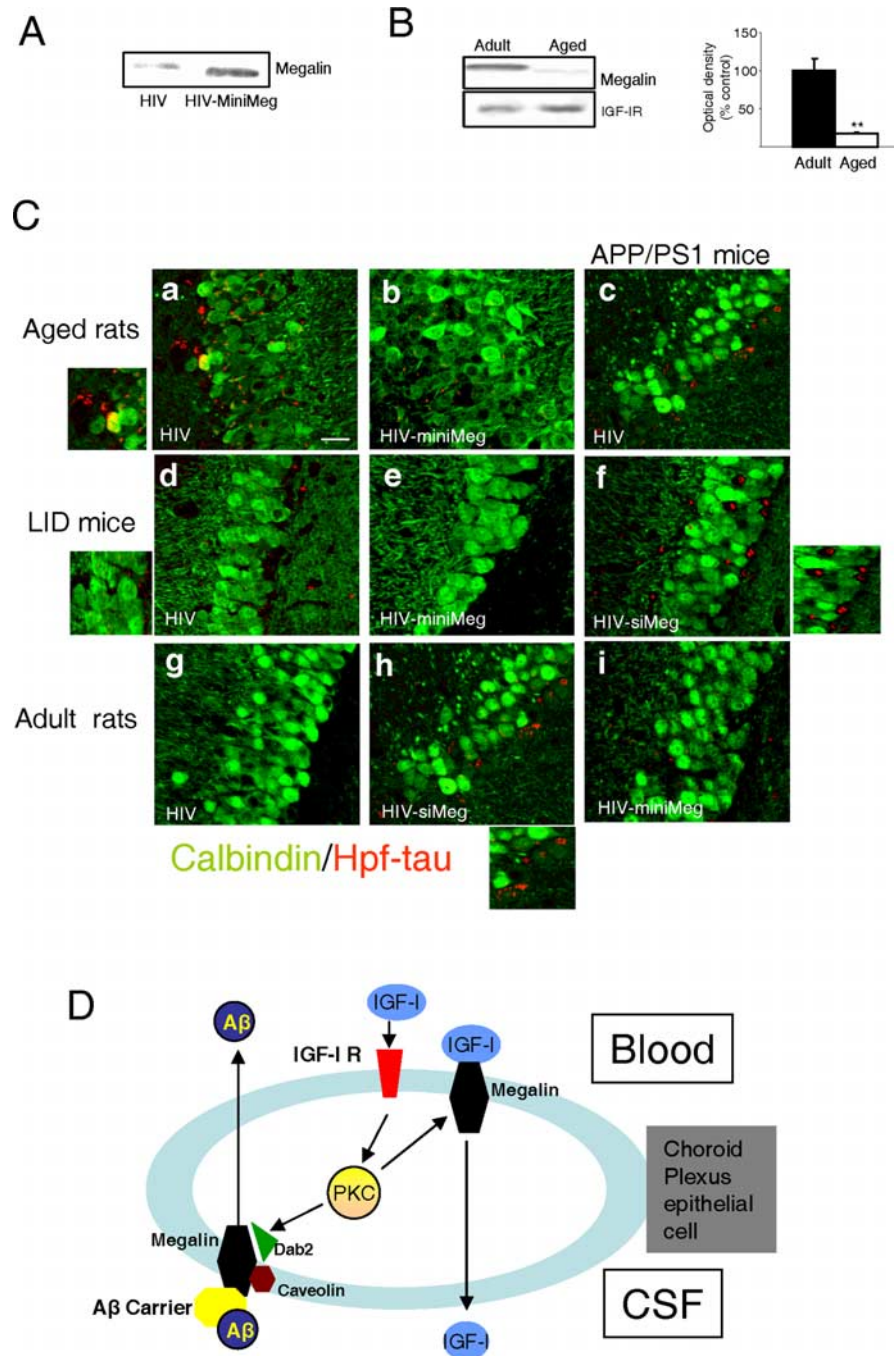 A
Megalin
HIV HIV-MiniMeg
B
Adult Aged
Megalin
IGF-IR
Optical density
(% control)
150
100
50
**
Adult Aged
C
APP/PS1 mice
Aged rats
a
HIV
b
HIV-miniMeg
c
HIV
LID mice
d
HIV
e
HIV-miniMeg
f
HIV-siMeg
Adult rats
g
HIV
h
HIV-siMeg
i
HIV-miniMeg
Calbindin/Hpf-tau
D
Aβ
IGF-I
IGF-I R
IGF-I
Megalin
Blood
PKC
Choroid
Plexus
epithelial
cell
Megalin
Dab2
Caveolin
Aβ Carrier
Aβ
CSF
IGF-I